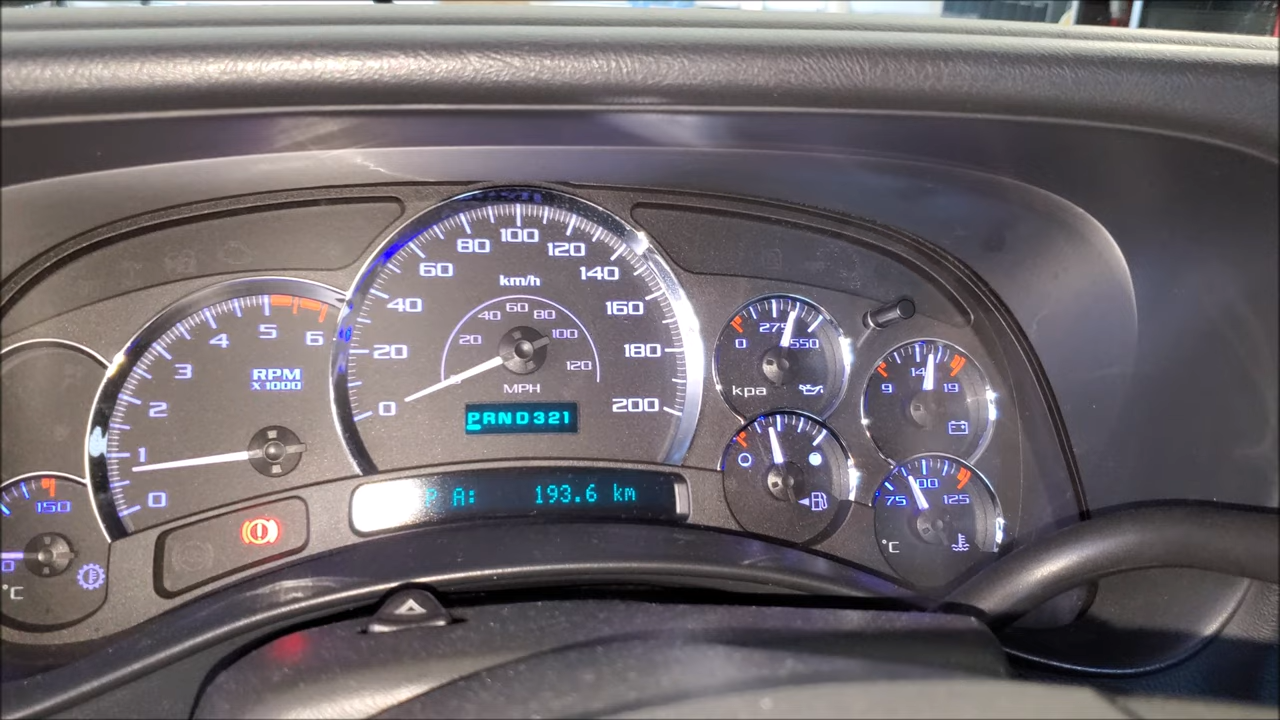 0 1 2 3 4 5 6
RPM
X1000
0 20 40 60 80 100 120 140 160 180 200
km/h
20 40 60 80 100 120
MPH
PRND321
P A: 193.6 km
150
°C
0 275 550
kpa
9 14 19
75 100 125
°C